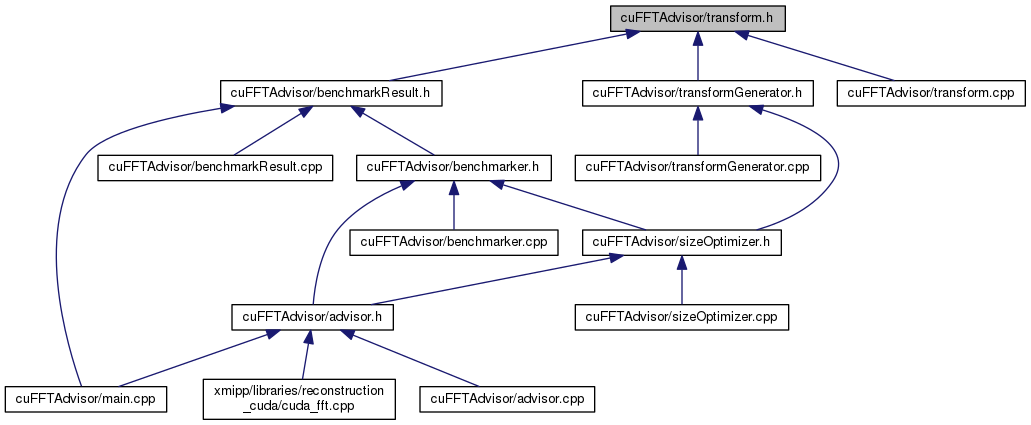 cuFFTAdvisor/transform.h
cuFFTAdvisor/benchmarkResult.h
cuFFTAdvisor/transformGenerator.h
cuFFTAdvisor/transform.cpp
cuFFTAdvisor/benchmarkResult.cpp
cuFFTAdvisor/benchmarker.h
cuFFTAdvisor/transformGenerator.cpp
cuFFTAdvisor/benchmarker.cpp
cuFFTAdvisor/sizeOptimizer.h
cuFFTAdvisor/advisor.h
cuFFTAdvisor/sizeOptimizer.cpp
cuFFTAdvisor/main.cpp
xmipp/libraries/reconstruction
_cuda/cuda_fft.cpp
cuFFTAdvisor/advisor.cpp